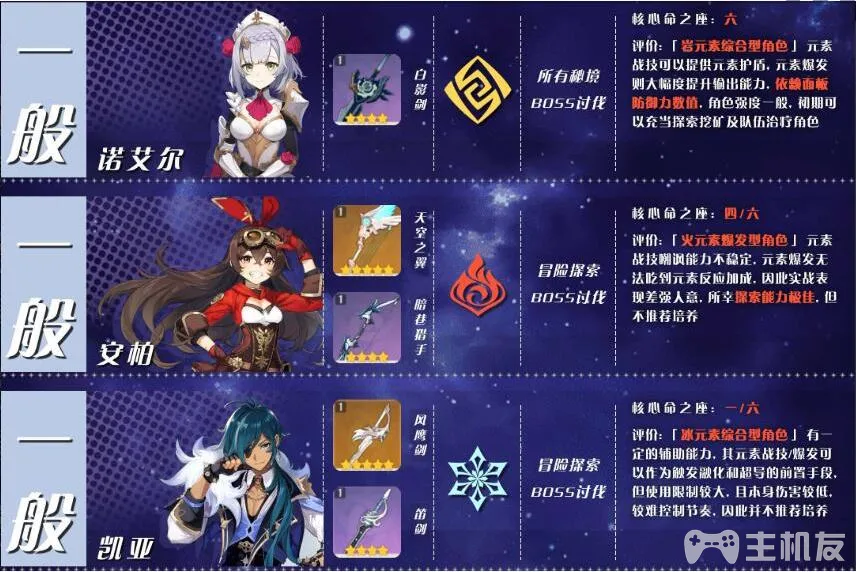 一般
诺艾尔
1
白影剑
所有秘境
BOSS讨伐
核心命之座：六
评价：「岩元素综合型角色」元素
战技可以提供元素护盾，元素爆发
则大幅度提升输出能力，依赖面板
防御力数值，角色强度一般，初期可
以充当探索挖矿及队伍治疗角色
一般
安柏
1
天空之翼
1
暗巷猎手
冒险探索
BOSS讨伐
核心命之座：四/六
评价：「火元素爆发型角色」元素
战技嘲讽能力不稳定，元素爆发无
法吃到元素反应加成，因此实战表
现差强人意，所幸探索能力极佳，但
不推荐培养
一般
凯亚
1
风鹰剑
1
笛剑
冒险探索
BOSS讨伐
核心命之座：一/六
评价：「冰元素综合型角色」有一
定的辅助能力，其元素战技/爆发可
以作为触发融化和超导的前置手段，
但使用限制较大，且本身伤害较低，
较难控制节奏，因此并不推荐培养
主机友